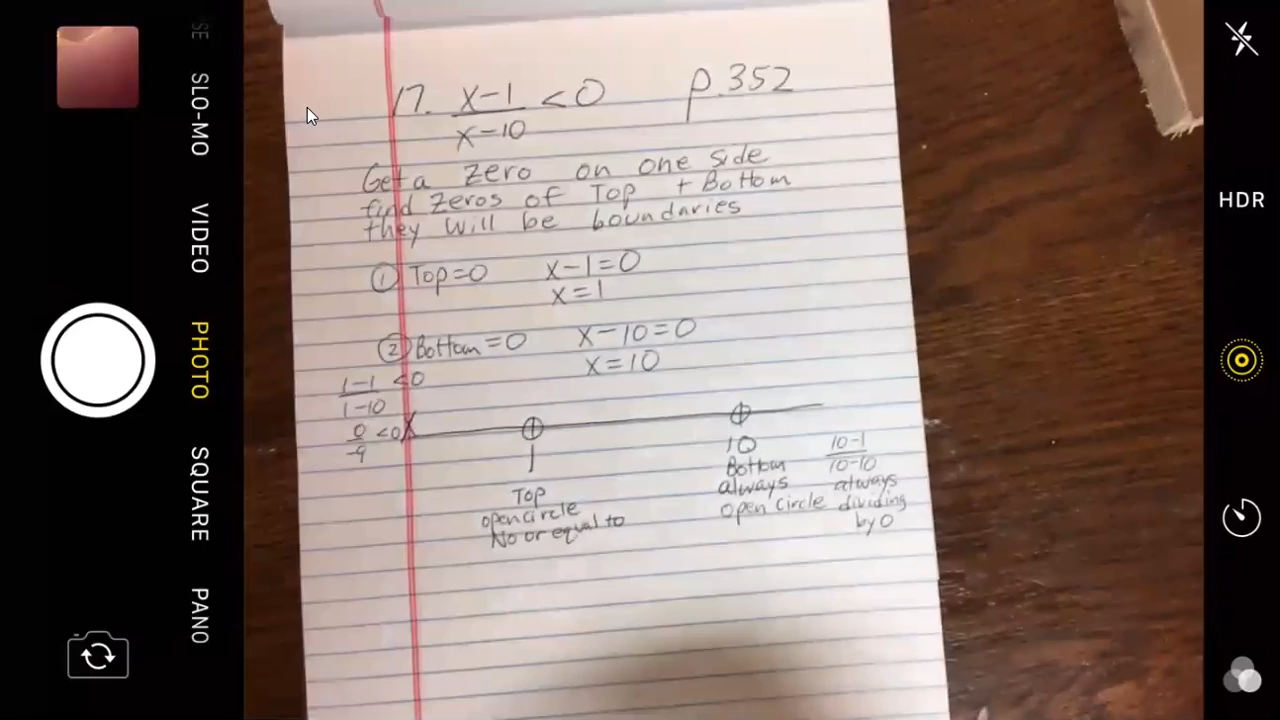 SE
SLO-MO
VIDEO
PHOTO
SQUARE
PANO
HDR
17. x-1 / x-10 < 0 p.352
Get a zero on one side
find zeros of Top + Bottom
they will be boundaries
① Top=0 x-1=0
x=1
② Bottom=0 x-10=0
x=10
1-1 / 1-10 <0
0 / -9 <0 X
1
Top
open circle
No or equal to
10
Bottom
always
open circle
10-1 / 10-10
always
dividing
by 0